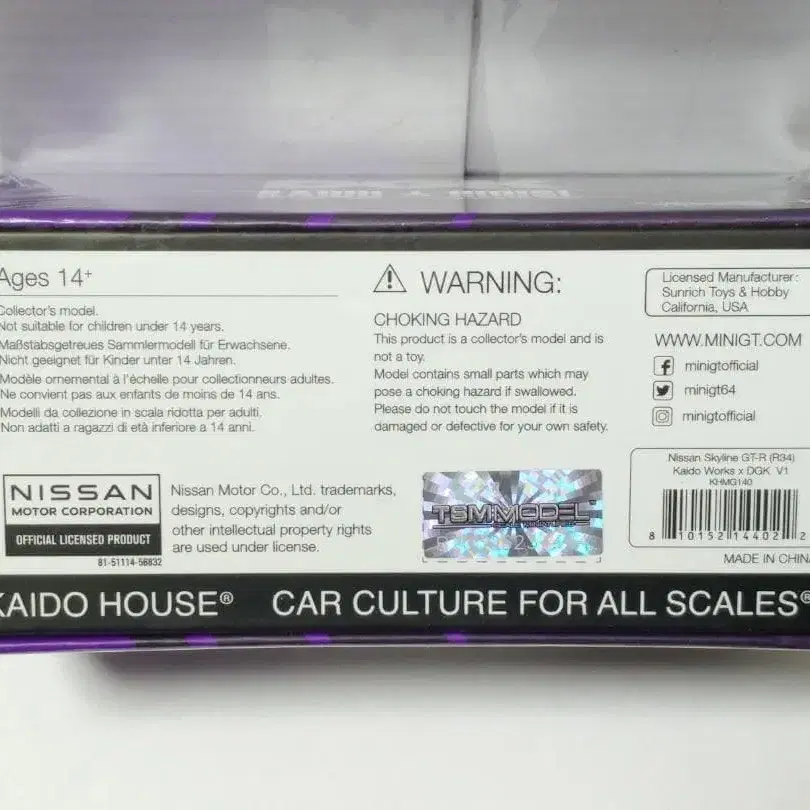 Ages 14+
Collector's model.
Not suitable for children under 14 years.
Maßstabsgetreues Sammlermodell für Erwachsene.
Nicht geeignet für Kinder unter 14 Jahren.
Modèle ornemental à l'échelle pour collectionneurs adultes.
Ne convient pas aux enfants de moins de 14 ans.
Modelli da collezione in scala ridotta per adulti.
Non adatti a ragazzi di età inferiore a 14 anni.
WARNING:
CHOKING HAZARD
This product is a collector's model and is
not a toy.
Model contains small parts which may
pose a choking hazard if swallowed.
Please do not touch the model if it is
damaged or defective for your own safety.
Licensed Manufacturer:
Sunrich Toys & Hobby
California, USA
WWW.MINIGT.COM
minigtofficial
minigt64
minigtofficial
NISSAN
MOTOR CORPORATION
OFFICIAL LICENSED PRODUCT
81-51114-56832
Nissan Motor Co., Ltd. trademarks,
designs, copyrights and/or
other intellectual property rights
are used under license.
TSMMODEL
Nissan Skyline GT-R (R34)
Kaido Works x DGK V1
KHMG140
8 10152 14402 2
MADE IN CHINA
KAIDO HOUSE® CAR CULTURE FOR ALL SCALES®